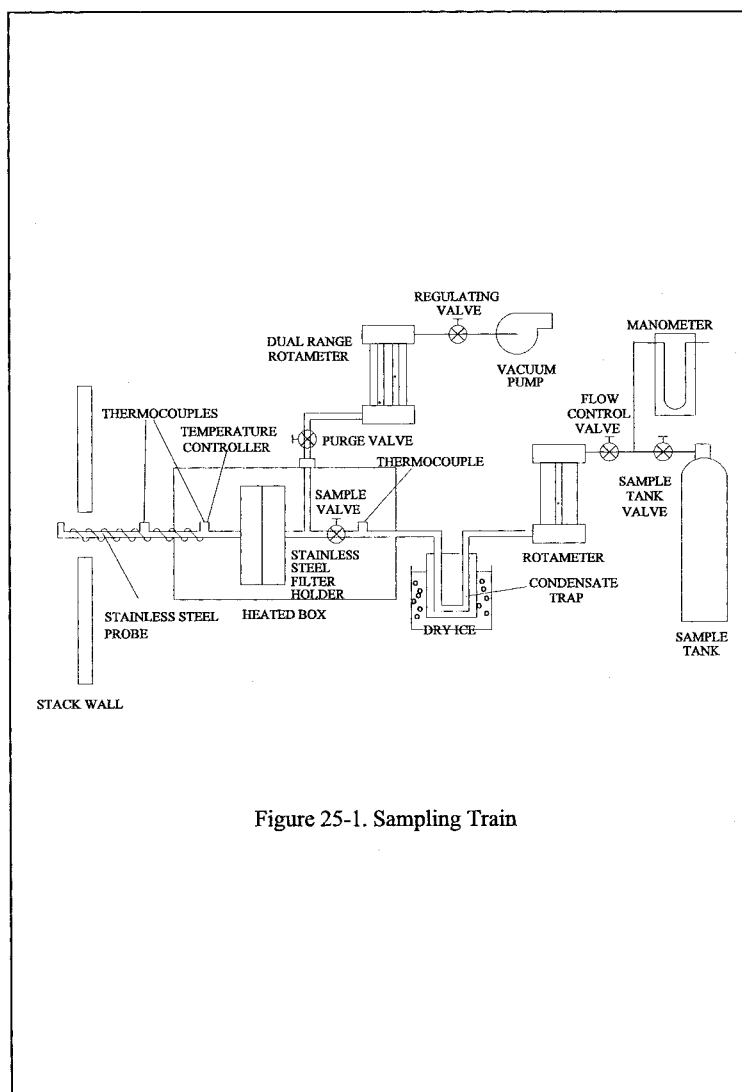 REGULATING
VALVE
DUAL RANGE
ROTAMETER
VACUUM
PUMP
MANOMETER
FLOW
CONTROL
VALVE
THERMOCOUPLES
TEMPERATURE
CONTROLLER
PURGE VALVE
THERMOCOUPLE
SAMPLE
VALVE
SAMPLE
TANK
VALVE
STAINLESS
STEEL
FILTER
HOLDER
ROTAMETER
CONDENSATE
TRAP
STAINLESS STEEL
PROBE
HEATED BOX
DRY ICE
SAMPLE
TANK
STACK WALL
Figure 25-1. Sampling Train